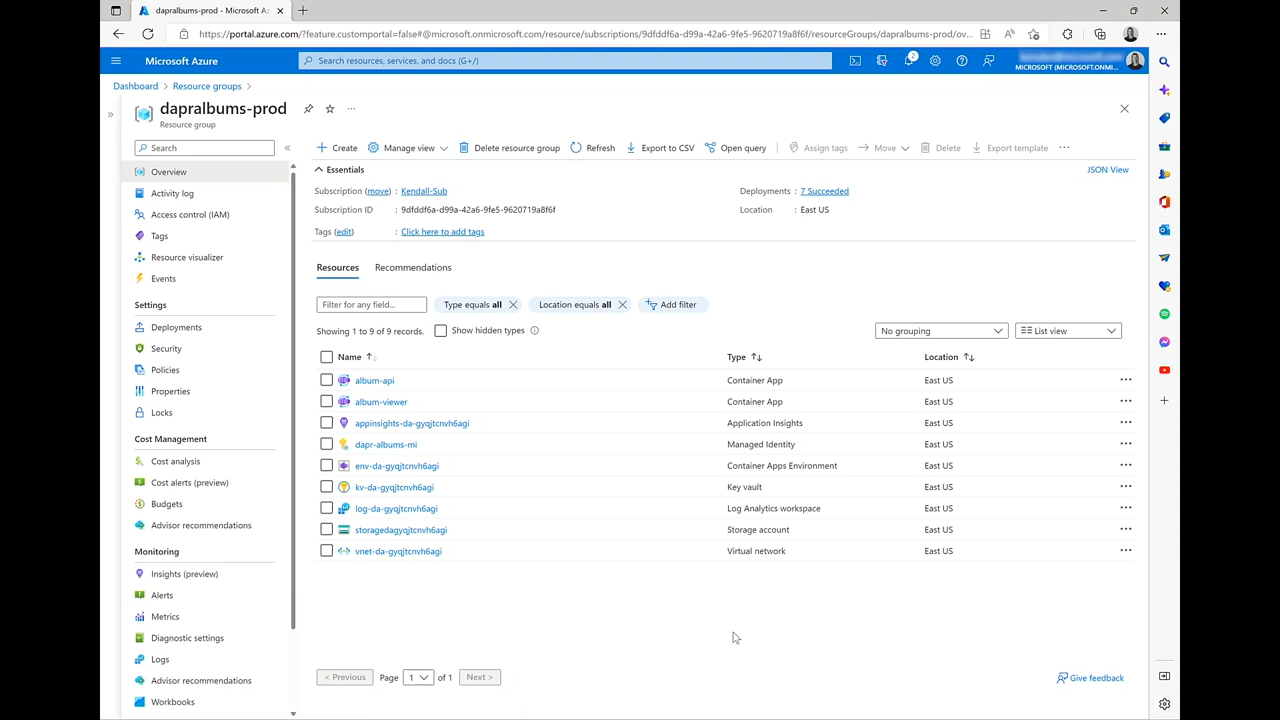 dapralbums-prod - Microsoft Az
https://portal.azure.com/?feature.customportal=false#@microsoft.onmicrosoft.com/resource/subscriptions/9dfddf6a-d99a-42a6-9fe5-9620719a8f6f/resourceGroups/dapralbums-prod/ov...
Microsoft Azure
Search resources, services, and docs (G+/)
2
MICROSOFT (MICROSOFT.ONMI...
Dashboard > Resource groups >
dapralbums-prod
Resource group
Search
Overview
Activity log
Access control (IAM)
Tags
Resource visualizer
Events
Settings
Deployments
Security
Policies
Properties
Locks
Cost Management
Cost analysis
Cost alerts (preview)
Budgets
Advisor recommendations
Monitoring
Insights (preview)
Alerts
Metrics
Diagnostic settings
Logs
Advisor recommendations
Workbooks
Create Manage view Delete resource group Refresh Export to CSV Open query Assign tags Move Delete Export template
Essentials
JSON View
Subscription (move) : Kendall-Sub
Deployments : 7 Succeeded
Subscription ID : 9dfddf6a-d99a-42a6-9fe5-9620719a8f6f
Location : East US
Tags (edit) : Click here to add tags
Resources Recommendations
Filter for any field... Type equals all Location equals all Add filter
Showing 1 to 9 of 9 records. Show hidden types No grouping List view
Name Type Location
album-api Container App East US
album-viewer Container App East US
appinsights-da-gyqjtcnvh6agi Application Insights East US
dapr-albums-mi Managed Identity East US
env-da-gyqjtcnvh6agi Container Apps Environment East US
kv-da-gyqjtcnvh6agi Key vault East US
log-da-gyqjtcnvh6agi Log Analytics workspace East US
storagedagyqjtcnvh6agi Storage account East US
vnet-da-gyqjtcnvh6agi Virtual network East US
< Previous Page 1 of 1 Next >
Give feedback